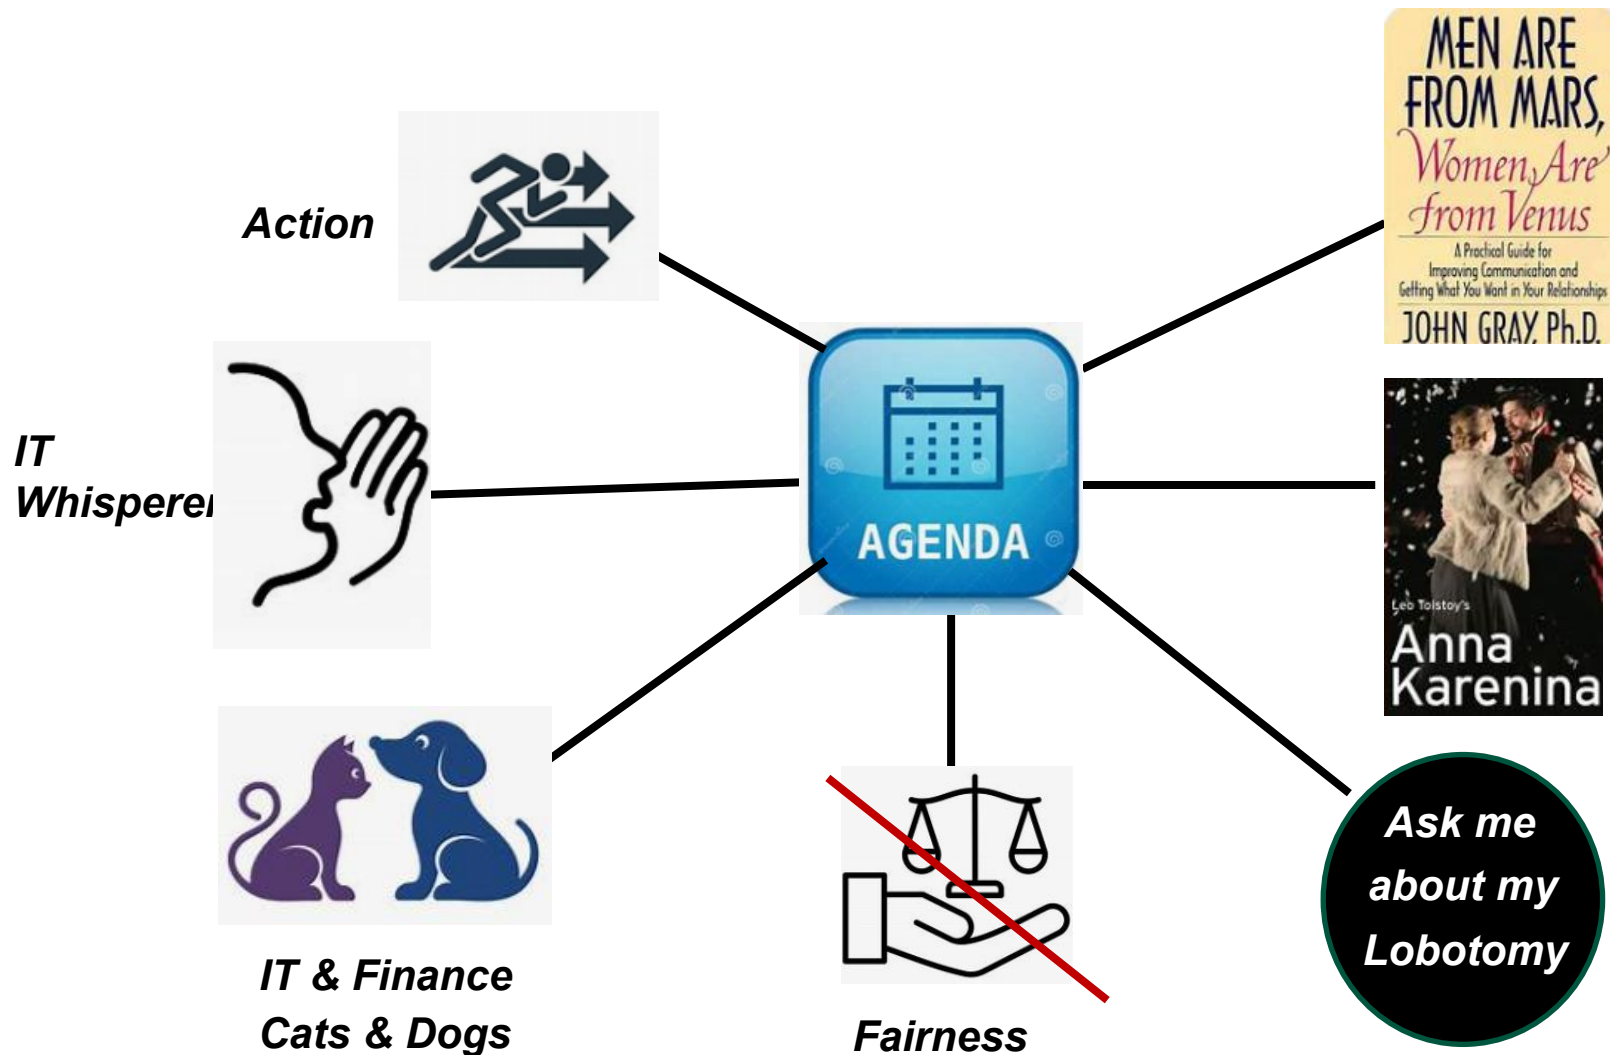 MEN ARE
FROM MARS,
Women Are
from Venus
A Practical Guide for
Improving Communication and
Getting What You Want in Your Relationships
JOHN GRAY, Ph.D.
Action
IT
Whisperer
AGENDA
Leo Tolstoy's
Anna
Karenina
Ask me
about my
Lobotomy
IT & Finance
Cats & Dogs
Fairness